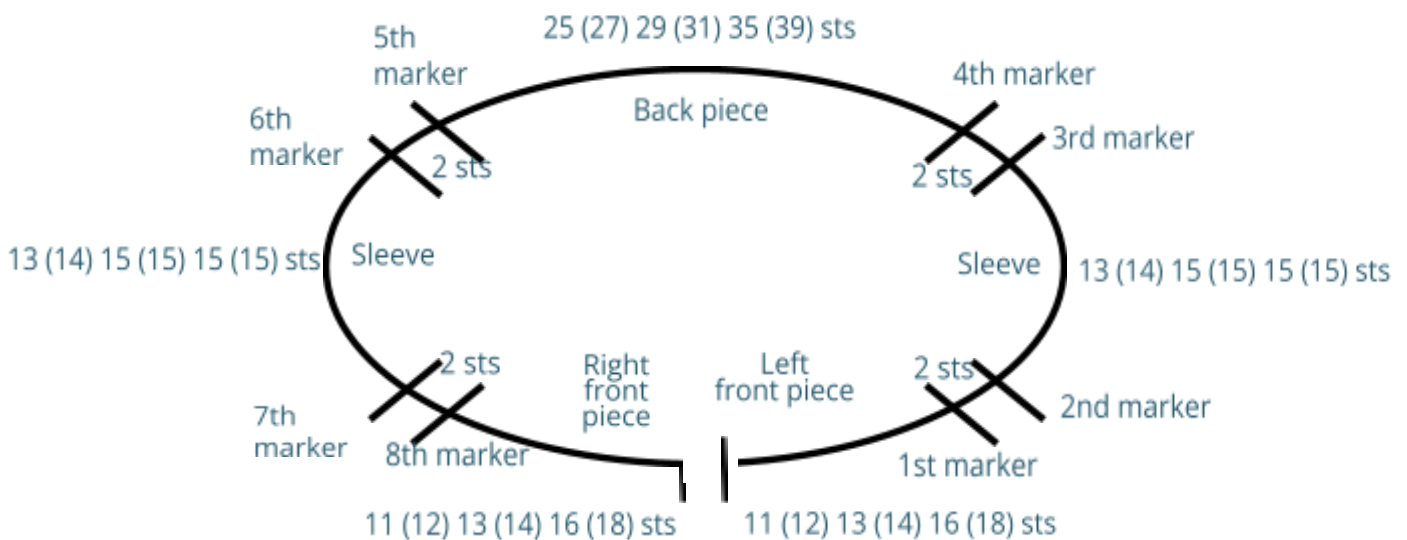 25 (27) 29 (31) 35 (39) sts
5th
marker
4th marker
Back piece
6th
marker
3rd marker
2 sts
2 sts
13 (14) 15 (15) 15 (15) sts
Sleeve
Sleeve
13 (14) 15 (15) 15 (15) sts
2 sts
Right
front
piece
Left
front piece
2 sts
7th
marker
2nd marker
8th marker
1st marker
11 (12) 13 (14) 16 (18) sts
11 (12) 13 (14) 16 (18) sts